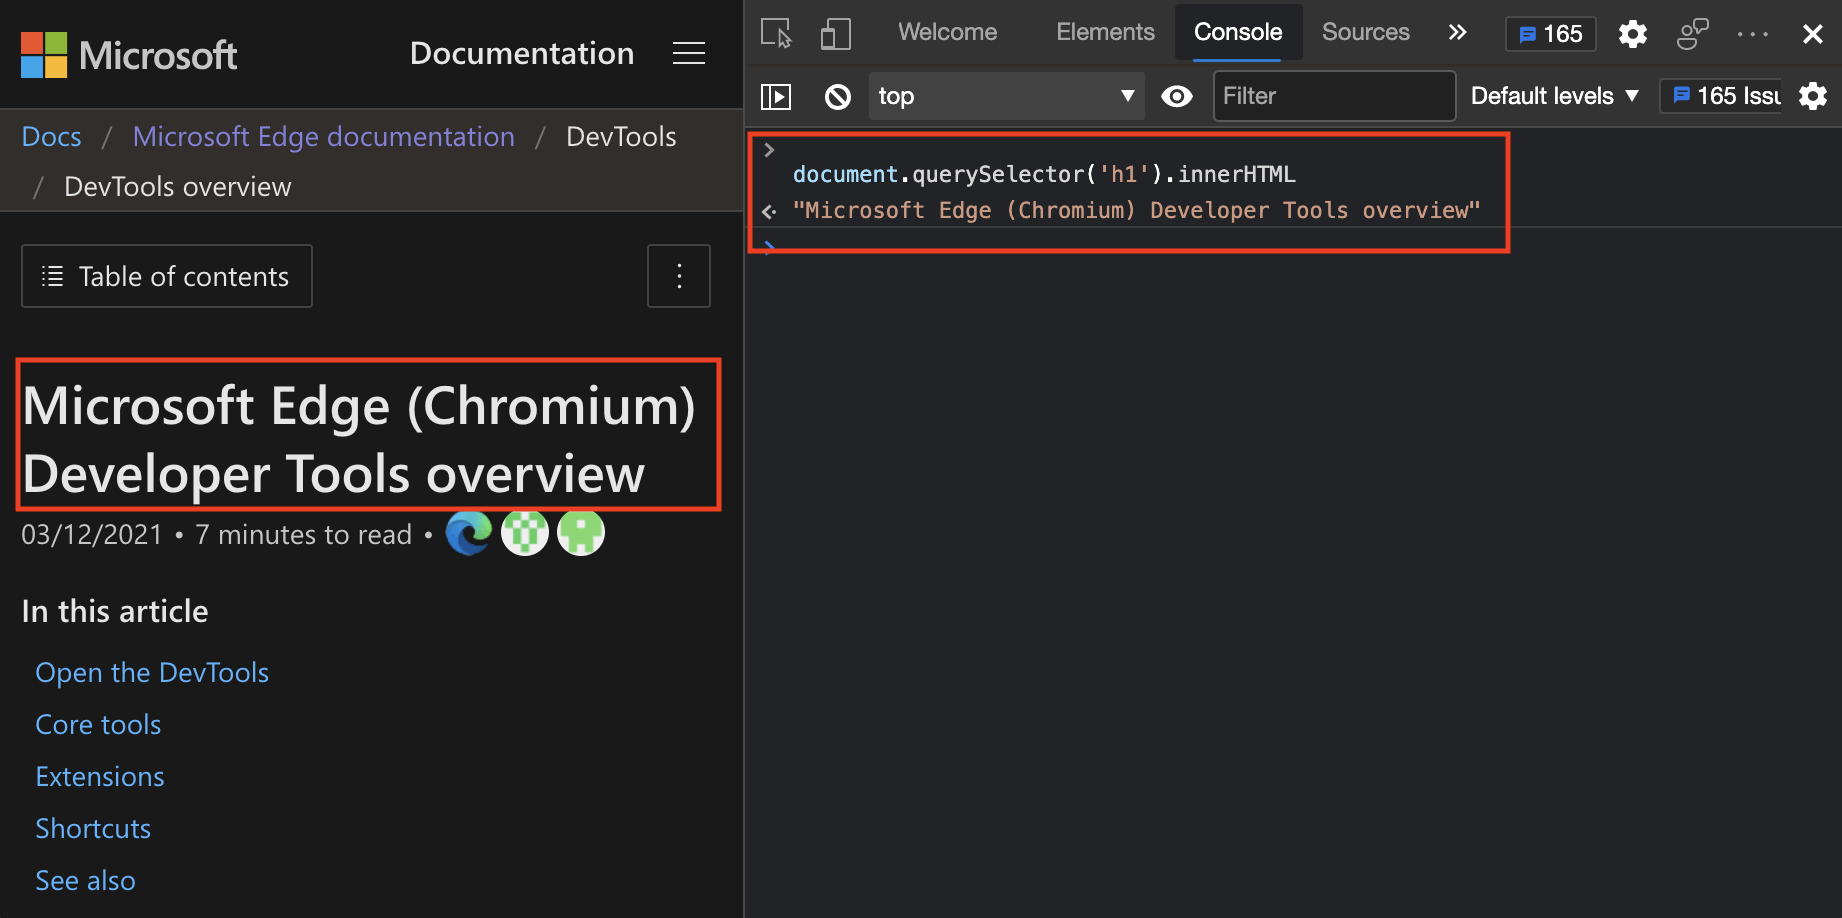 Microsoft
Documentation
Docs / Microsoft Edge documentation / DevTools
/ DevTools overview
Table of contents
Microsoft Edge (Chromium)
Developer Tools overview
03/12/2021 • 7 minutes to read •
In this article
Open the DevTools
Core tools
Extensions
Shortcuts
See also
Welcome Elements Console Sources » 165
top Filter Default levels ▼ 165 Issu
>
document.querySelector('h1').innerHTML
"Microsoft Edge (Chromium) Developer Tools overview"
>